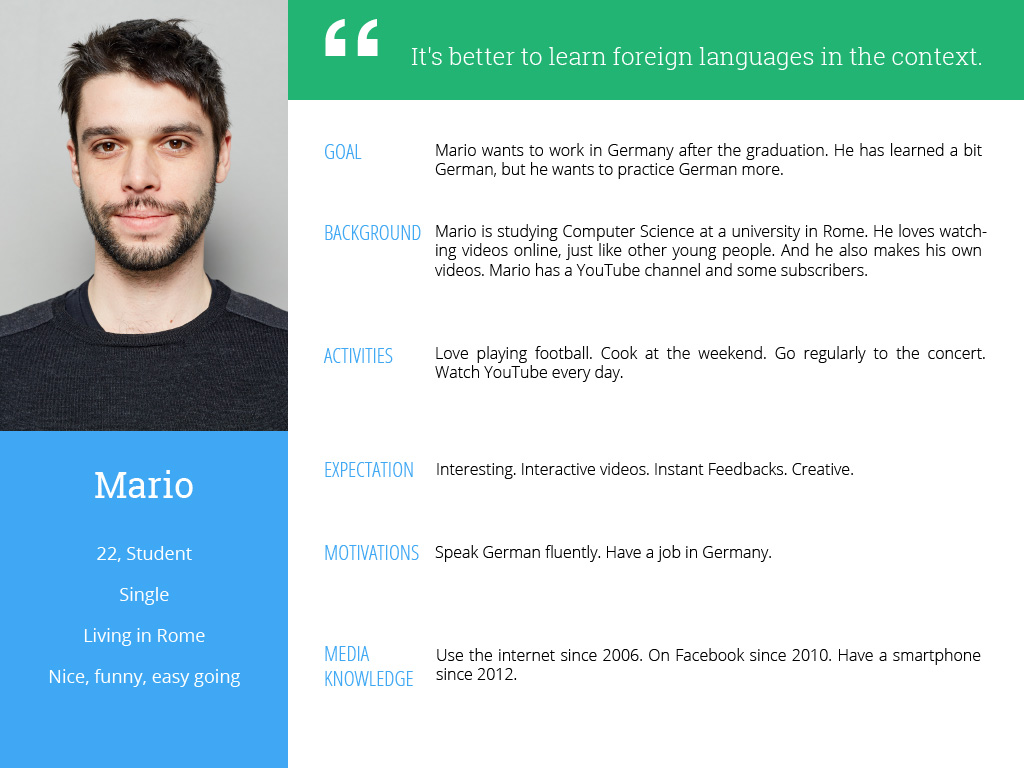 “
It's better to learn foreign languages in the context.
GOAL
Mario wants to work in Germany after the graduation. He has learned a bit
German, but he wants to practice German more.
BACKGROUND
Mario is studying Computer Science at a university in Rome. He loves watch-
ing videos online, just like other young people. And he also makes his own
videos. Mario has a YouTube channel and some subscribers.
ACTIVITIES
Love playing football. Cook at the weekend. Go regularly to the concert.
Watch YouTube every day.
EXPECTATION
Interesting. Interactive videos. Instant Feedbacks. Creative.
MOTIVATIONS
Speak German fluently. Have a job in Germany.
MEDIA
KNOWLEDGE
Use the internet since 2006. On Facebook since 2010. Have a smartphone
since 2012.
Mario
22, Student
Single
Living in Rome
Nice, funny, easy going